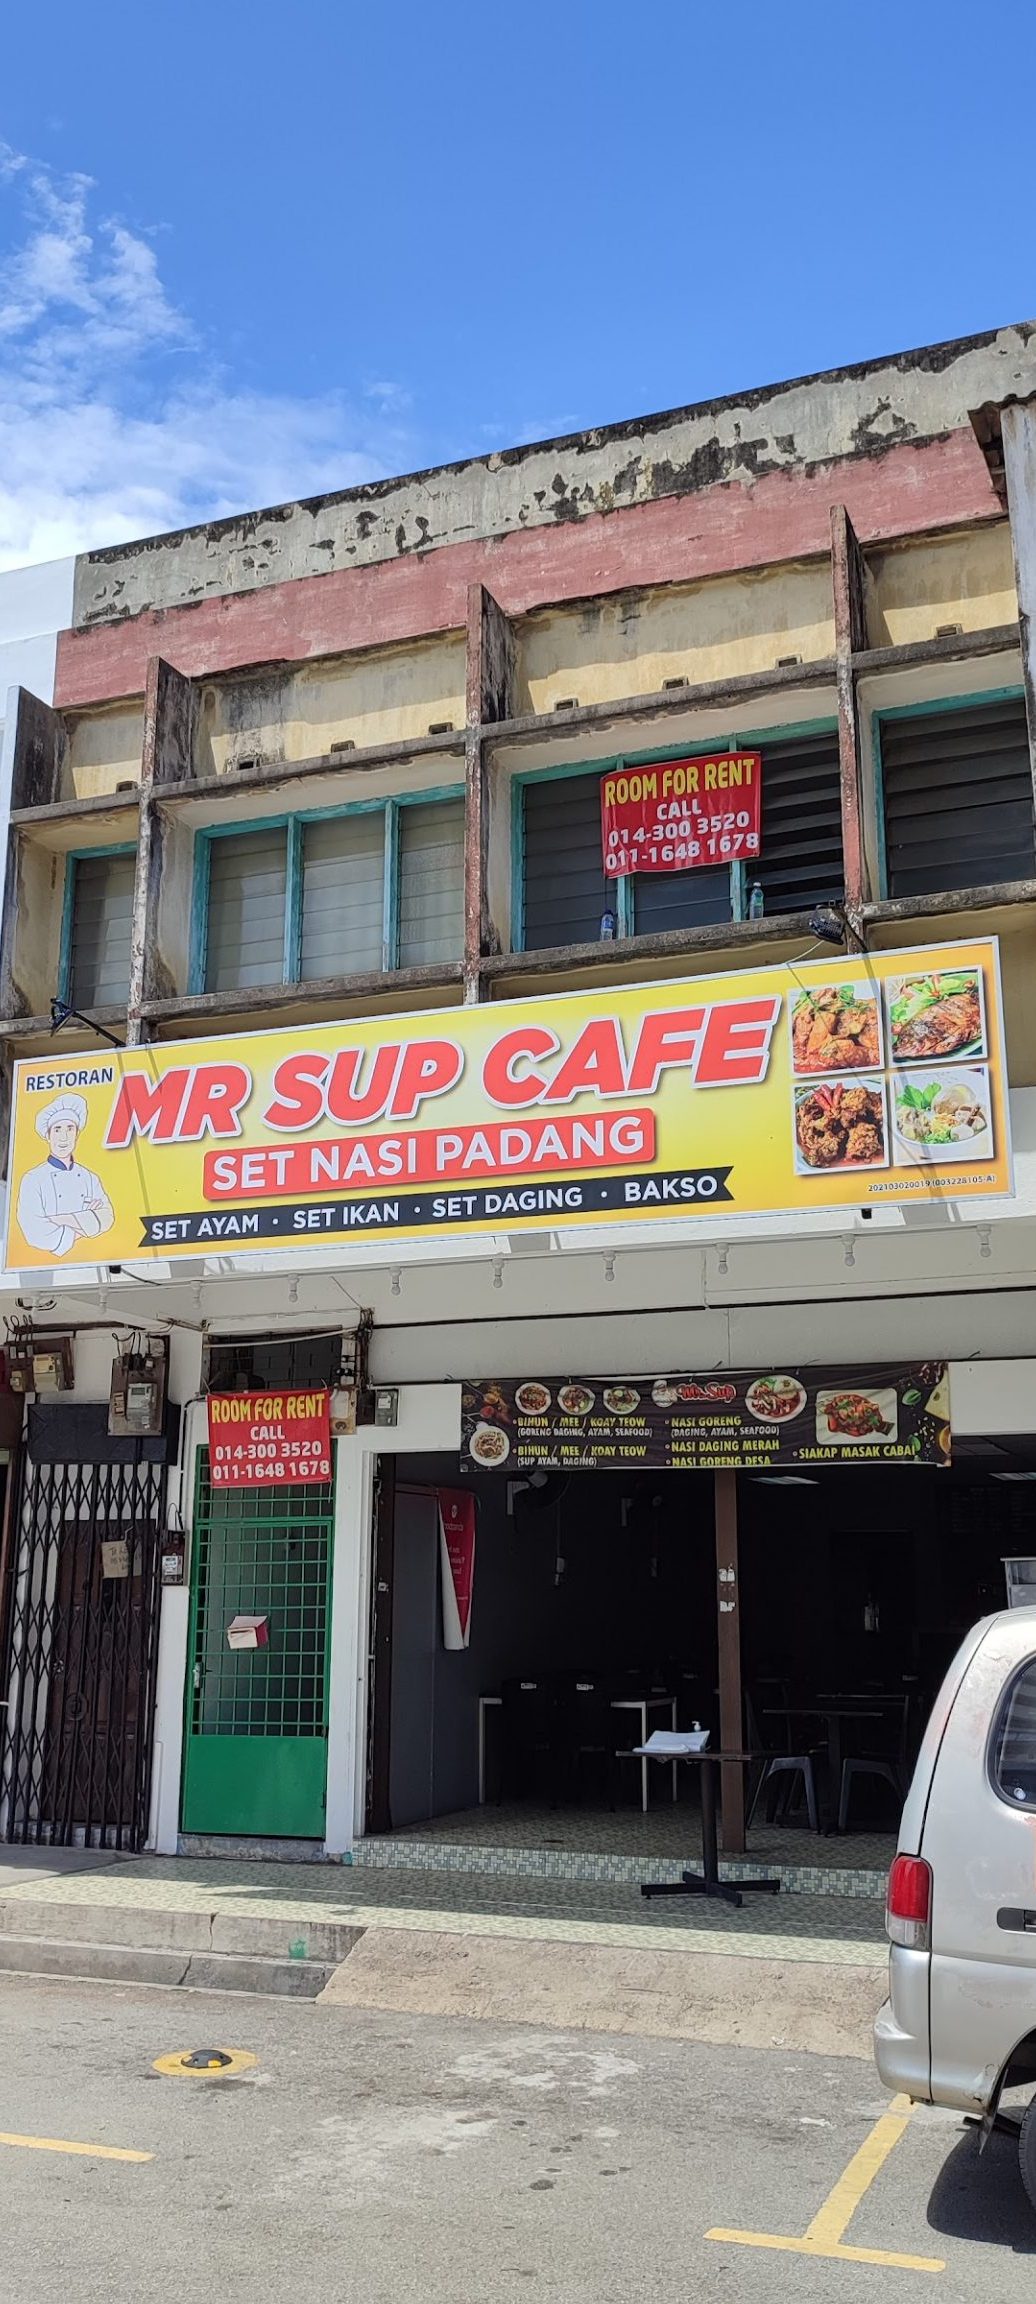 ROOM FOR RENT
CALL
014-300 3520
011-1648 1678
RESTORAN
MR SUP CAFE
SET NASI PADANG
SET AYAM · SET IKAN · SET DAGING · BAKSO
202103020019(003228105-A)
ROOM FOR RENT
CALL
014-300 3520
011-1648 1678
Mr. Sup
•BIHUN / MEE / KOAY TEOW
(GORENG DAGING, AYAM, SEAFOOD)
•BIHUN / MEE / KOAY TEOW
(SUP AYAM, DAGING)
•NASI GORENG
(DAGING, AYAM, SEAFOOD)
•NASI DAGING MERAH
•NASI GORENG DESA
•SIAKAP MASAK CABAI